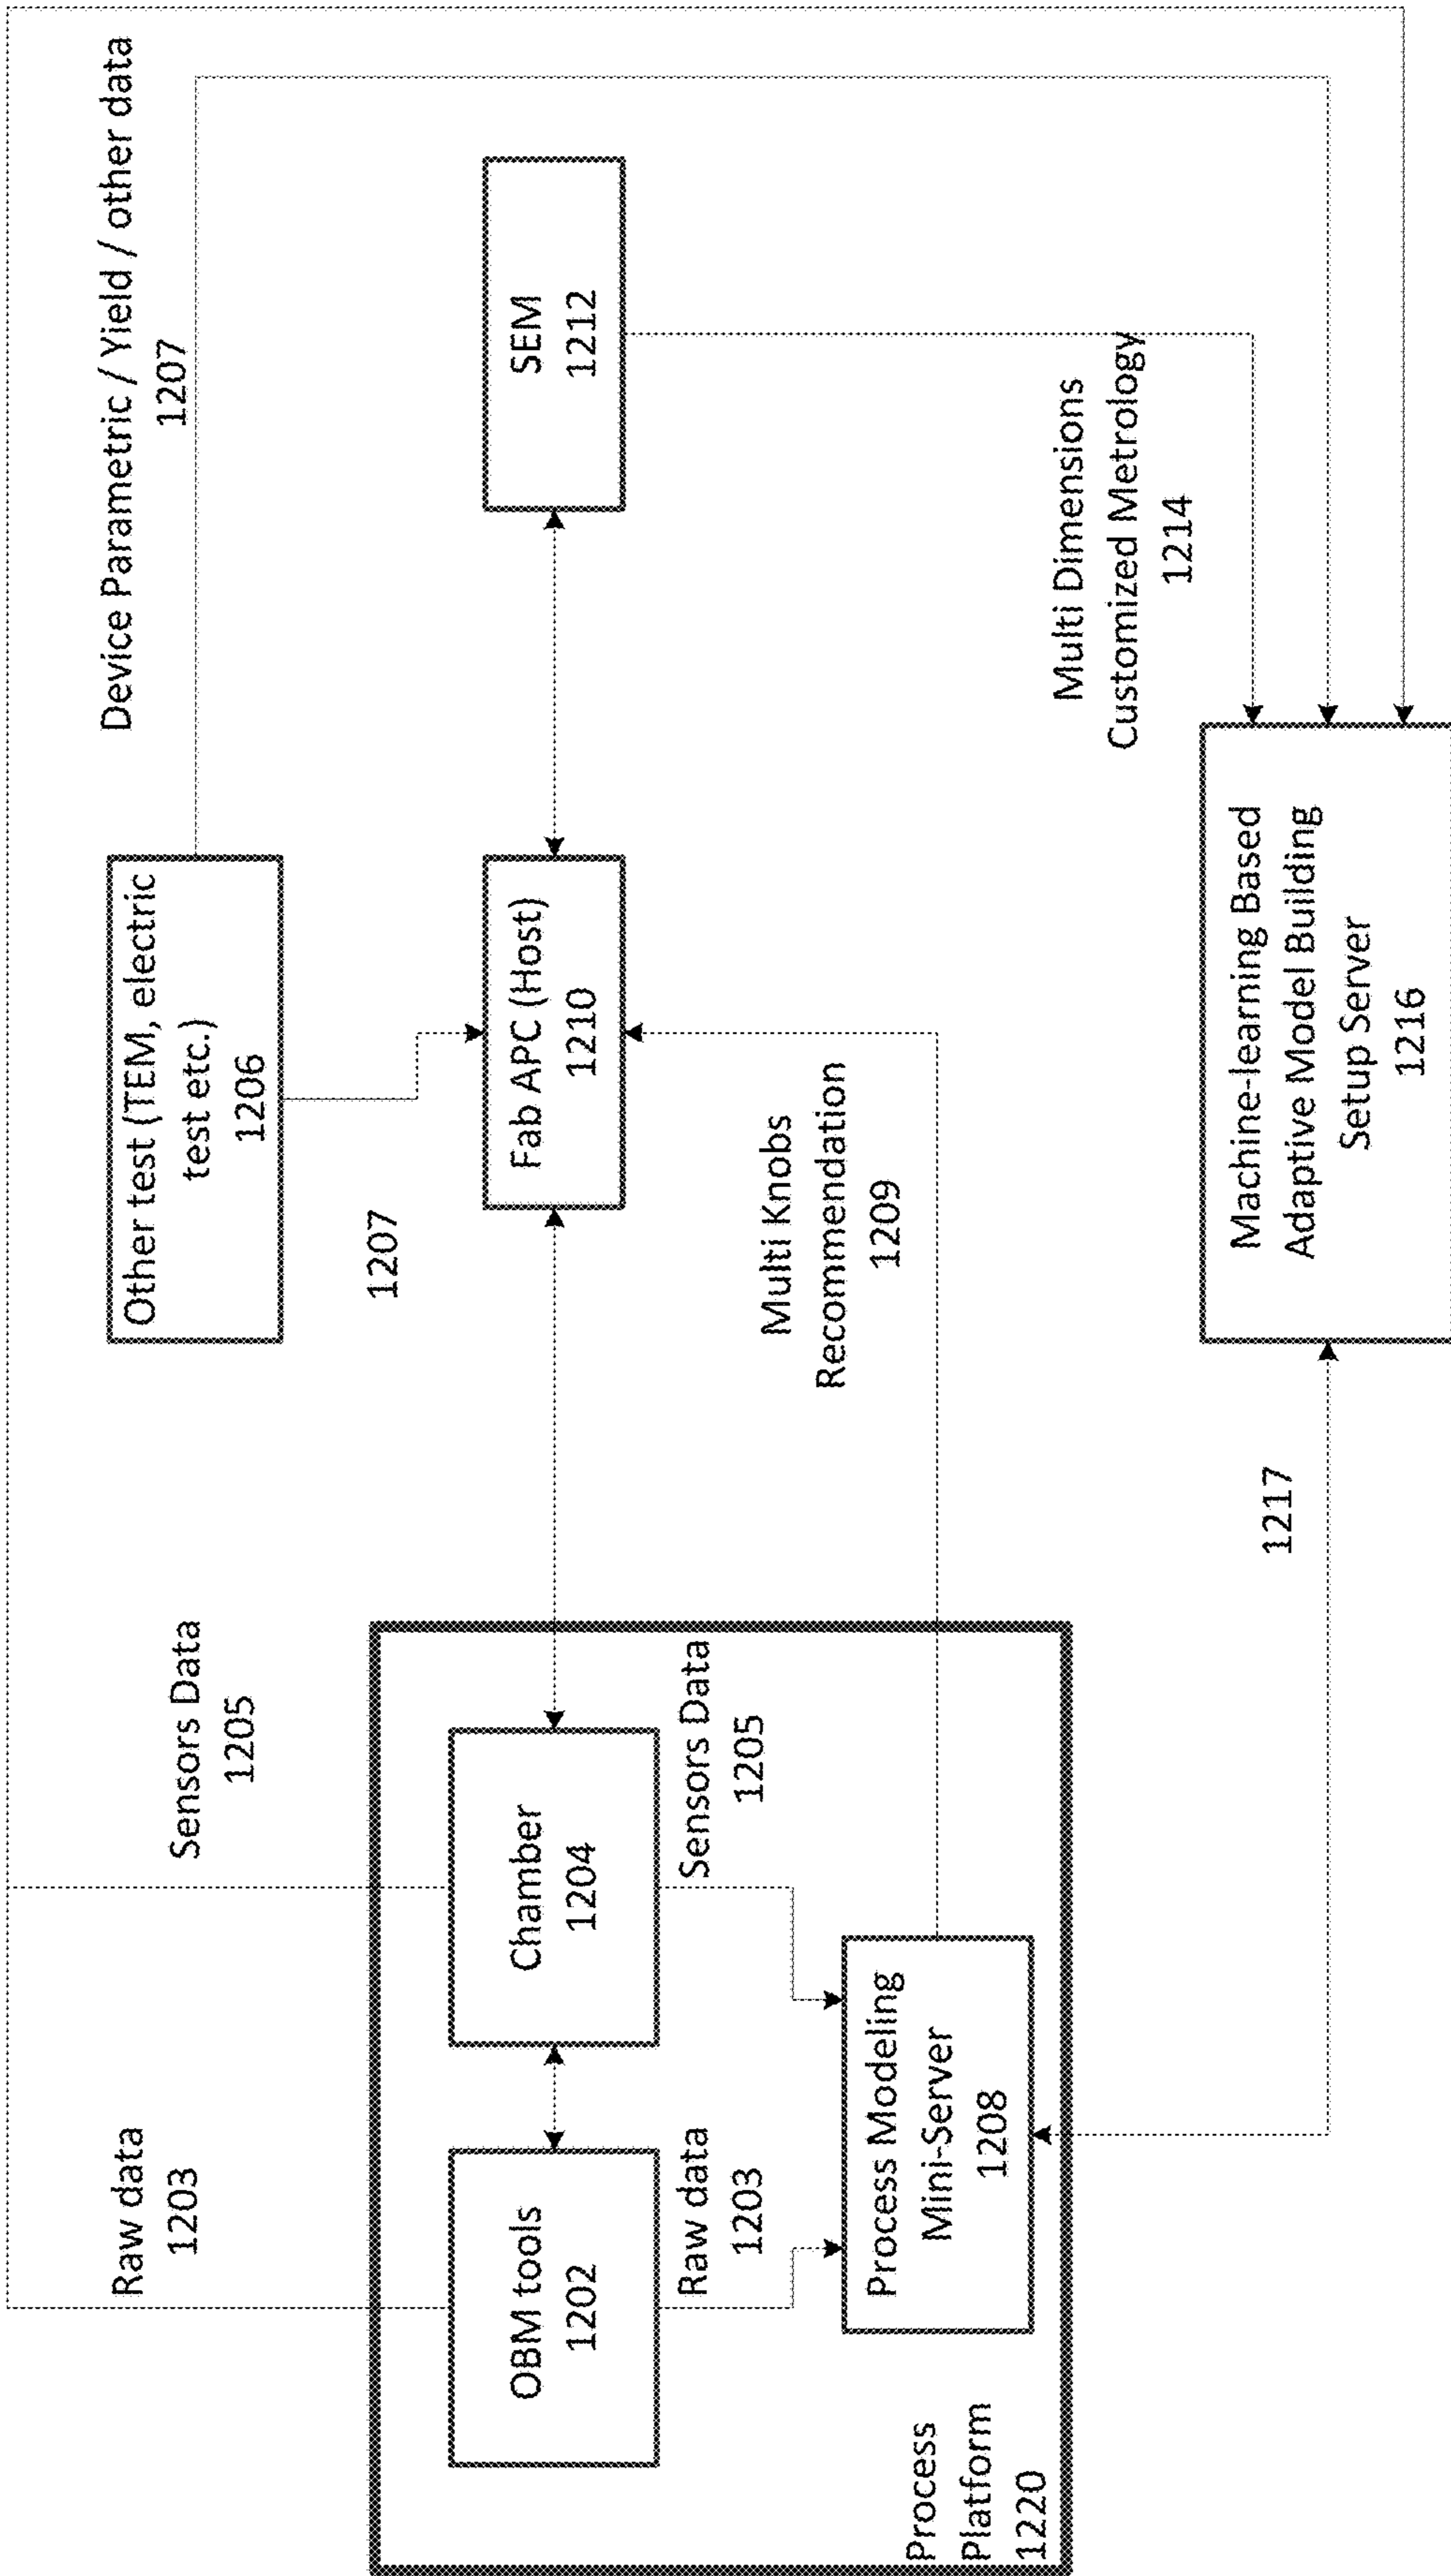 Device Parametric / Yield / other data
1207
Sensors Data
1205
Raw data
1203
Other test (TEM, electric
test etc.)
1206
1207
OBM tools
1202
Chamber
1204
Fab APC (Host)
1210
SEM
1212
Raw data
1203
Sensors Data
1205
Multi Knobs
Recommendation
1209
Process Modeling
Mini-Server
1208
Process
Platform
1220
Multi Dimensions
Customized Metrology
1214
1217
Machine-learning Based
Adaptive Model Building
Setup Server
1216